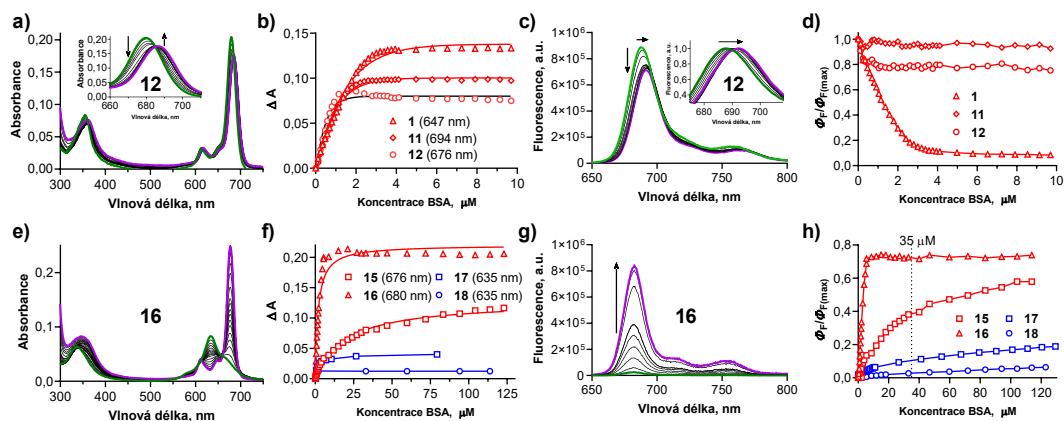 a)
Absorbance
0,20
0,15
0,10
0,05
0,00
300 400 500 600 700
Vlnová délka, nm
Absorbance
0,20
0,15
0,10
0,05
0,00
660 680 700
Vlnová délka, nm
12
b)
Δ A
0,15
0,10
0,05
0,00
0 2 4 6 8 10
Koncentrace BSA, µM
1 (647 nm)
11 (694 nm)
12 (676 nm)
c)
Fluorescence, a.u.
1×10⁶
8×10⁵
6×10⁵
4×10⁵
2×10⁵
0
650 700 750 800
Vlnová délka, nm
Fluorescence, a.u.
1,0
0,8
0,6
0,4
680 690 700
Vlnová délka, nm
12
d)
ΦF/ΦF(max)
1,0
0,8
0,6
0,4
0,2
0,0
0 2 4 6 8 10
Koncentrace BSA, µM
1
11
12
e)
Absorbance
0,20
0,10
0,00
300 400 500 600 700
Vlnová délka, nm
16
f)
Δ A
0,25
0,20
0,15
0,10
0,05
0,00
0 25 50 75 100 125
Koncentrace BSA, µM
15 (676 nm) 17 (635 nm)
16 (680 nm) 18 (635 nm)
g)
Fluorescence, a.u.
1×10⁶
8×10⁵
6×10⁵
4×10⁵
2×10⁵
0
650 700 750 800
Vlnová délka, nm
16
h)
ΦF/ΦF(max)
0,8
0,6
0,4
0,2
0,0
0 20 40 60 80 100 120
Koncentrace BSA, µM
35 µM
15 17
16 18